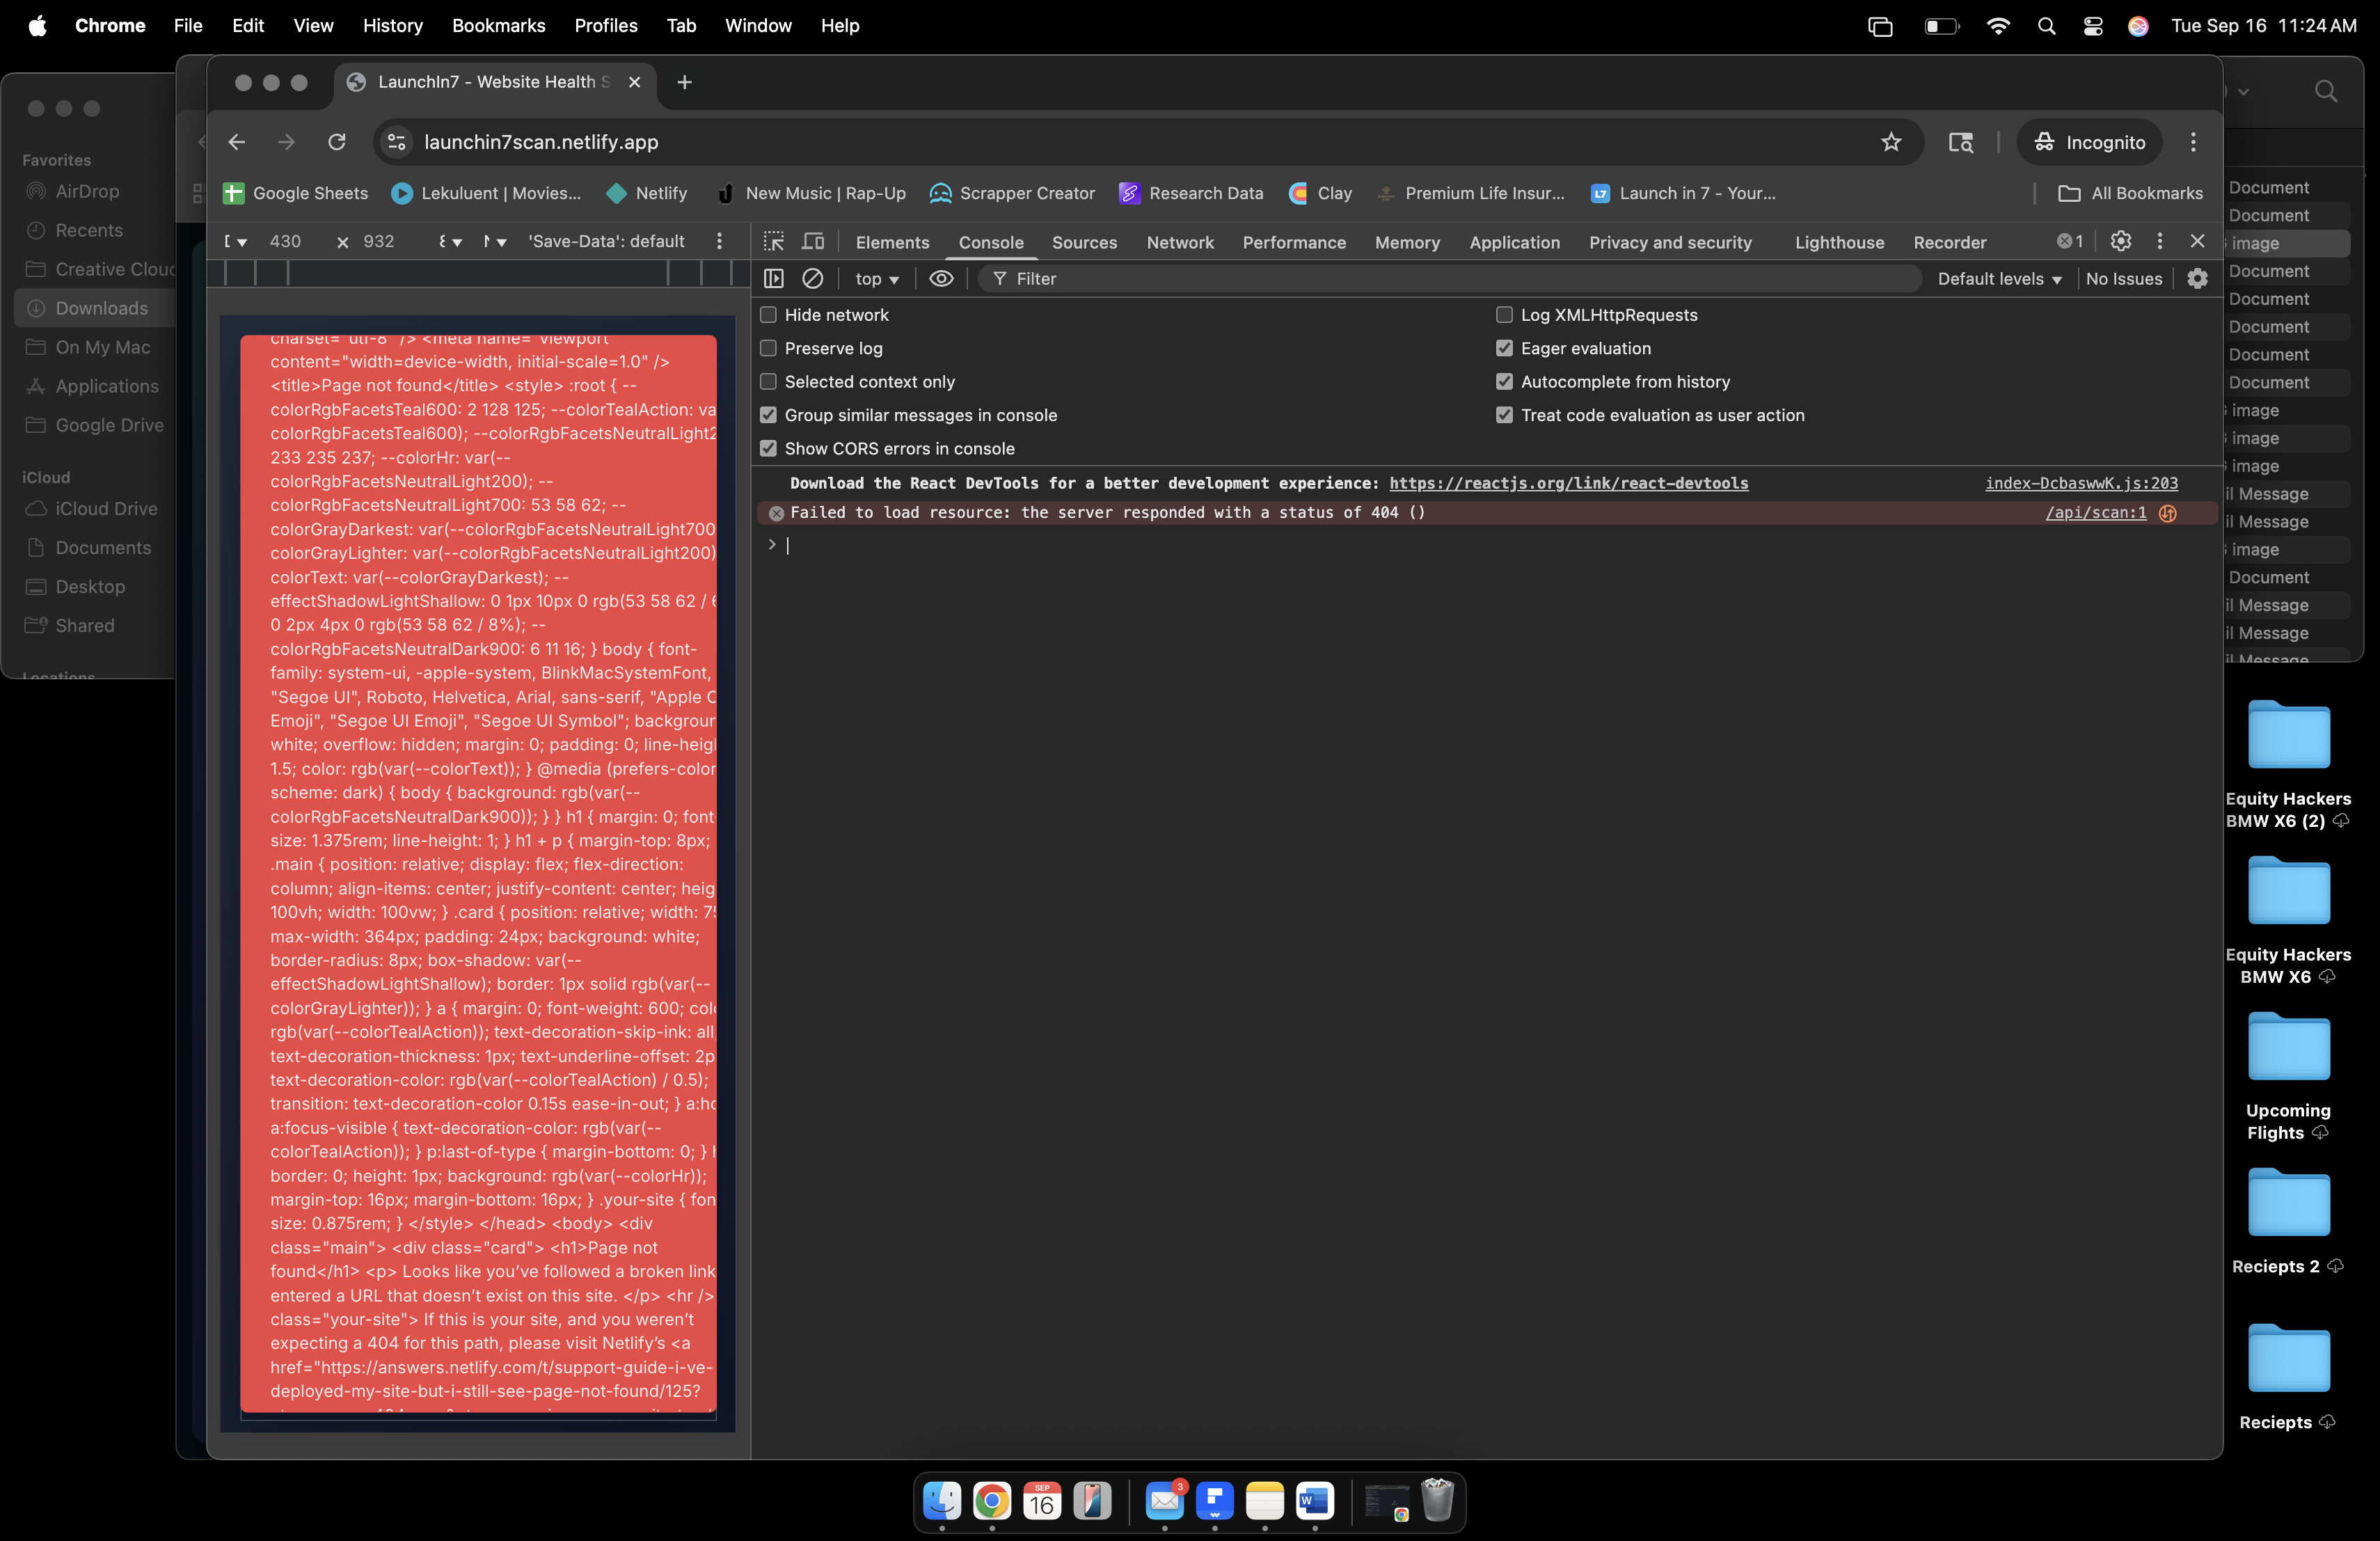 Chrome File Edit View History Bookmarks Profiles Tab Window Help
Tue Sep 16 11:24 AM
LaunchIn7 - Website Health S
launchin7scan.netlify.app
Incognito
Google Sheets
Lekuluent | Movies...
Netlify
New Music | Rap-Up
Scrapper Creator
Research Data
Clay
Premium Life Insur...
L7 Launch in 7 - Your...
All Bookmarks
430 × 932
'Save-Data': default
Elements Console Sources Network Performance Memory Application Privacy and security Lighthouse Recorder
1
top
Filter
Default levels
No Issues
Hide network
Log XMLHttpRequests
Preserve log
Eager evaluation
Selected context only
Autocomplete from history
Group similar messages in console
Treat code evaluation as user action
Show CORS errors in console
Download the React DevTools for a better development experience: https://reactjs.org/link/react-devtools
index-DcbaswwK.js:203
Failed to load resource: the server responded with a status of 404 ()
/api/scan:1
Favorites
AirDrop
Recents
Creative Cloud
Downloads
On My Mac
Applications
Google Drive
iCloud
iCloud Drive
Documents
Desktop
Shared
Locations
charset="utf-8" /> <meta name="viewport"
content="width=device-width, initial-scale=1.0" />
<title>Page not found</title> <style> :root { --
colorRgbFacetsTeal600: 2 128 125; --colorTealAction: va
colorRgbFacetsTeal600); --colorRgbFacetsNeutralLight2
233 235 237; --colorHr: var(--
colorRgbFacetsNeutralLight200); --
colorRgbFacetsNeutralLight700: 53 58 62; --
colorGrayDarkest: var(--colorRgbFacetsNeutralLight700
colorGrayLighter: var(--colorRgbFacetsNeutralLight200)
colorText: var(--colorGrayDarkest); --
effectShadowLightShallow: 0 1px 10px 0 rgb(53 58 62 / 6
0 2px 4px 0 rgb(53 58 62 / 8%); --
colorRgbFacetsNeutralDark900: 6 11 16; } body { font-
family: system-ui, -apple-system, BlinkMacSystemFont,
"Segoe UI", Roboto, Helvetica, Arial, sans-serif, "Apple C
Emoji", "Segoe UI Emoji", "Segoe UI Symbol"; backgroun
white; overflow: hidden; margin: 0; padding: 0; line-heig
1.5; color: rgb(var(--colorText)); } @media (prefers-color
scheme: dark) { body { background: rgb(var(--
colorRgbFacetsNeutralDark900)); } } h1 { margin: 0; font
size: 1.375rem; line-height: 1; } h1 + p { margin-top: 8px;
.main { position: relative; display: flex; flex-direction:
column; align-items: center; justify-content: center; heig
100vh; width: 100vw; } .card { position: relative; width: 75
max-width: 364px; padding: 24px; background: white;
border-radius: 8px; box-shadow: var(--
effectShadowLightShallow); border: 1px solid rgb(var(--
colorGrayLighter)); } a { margin: 0; font-weight: 600; col
rgb(var(--colorTealAction)); text-decoration-skip-ink: all
text-decoration-thickness: 1px; text-underline-offset: 2p
text-decoration-color: rgb(var(--colorTealAction) / 0.5);
transition: text-decoration-color 0.15s ease-in-out; } a:ho
a:focus-visible { text-decoration-color: rgb(var(--
colorTealAction)); } p:last-of-type { margin-bottom: 0; } h
border: 0; height: 1px; background: rgb(var(--colorHr));
margin-top: 16px; margin-bottom: 16px; } .your-site { fon
size: 0.875rem; } </style> </head> <body> <div
class="main"> <div class="card"> <h1>Page not
found</h1> <p> Looks like you've followed a broken link
entered a URL that doesn't exist on this site. </p> <hr />
class="your-site"> If this is your site, and you weren't
expecting a 404 for this path, please visit Netlify's <a
href="https://answers.netlify.com/t/support-guide-i-ve-
deployed-my-site-but-i-still-see-page-not-found/125?
Document
Document
image
Document
Document
Document
Document
Document
image
image
image
il Message
il Message
image
Document
il Message
il Message
il Message
Equity Hackers
BMW X6 (2)
Equity Hackers
BMW X6
Upcoming
Flights
Reciepts 2
Reciepts
SEP
16
3
W